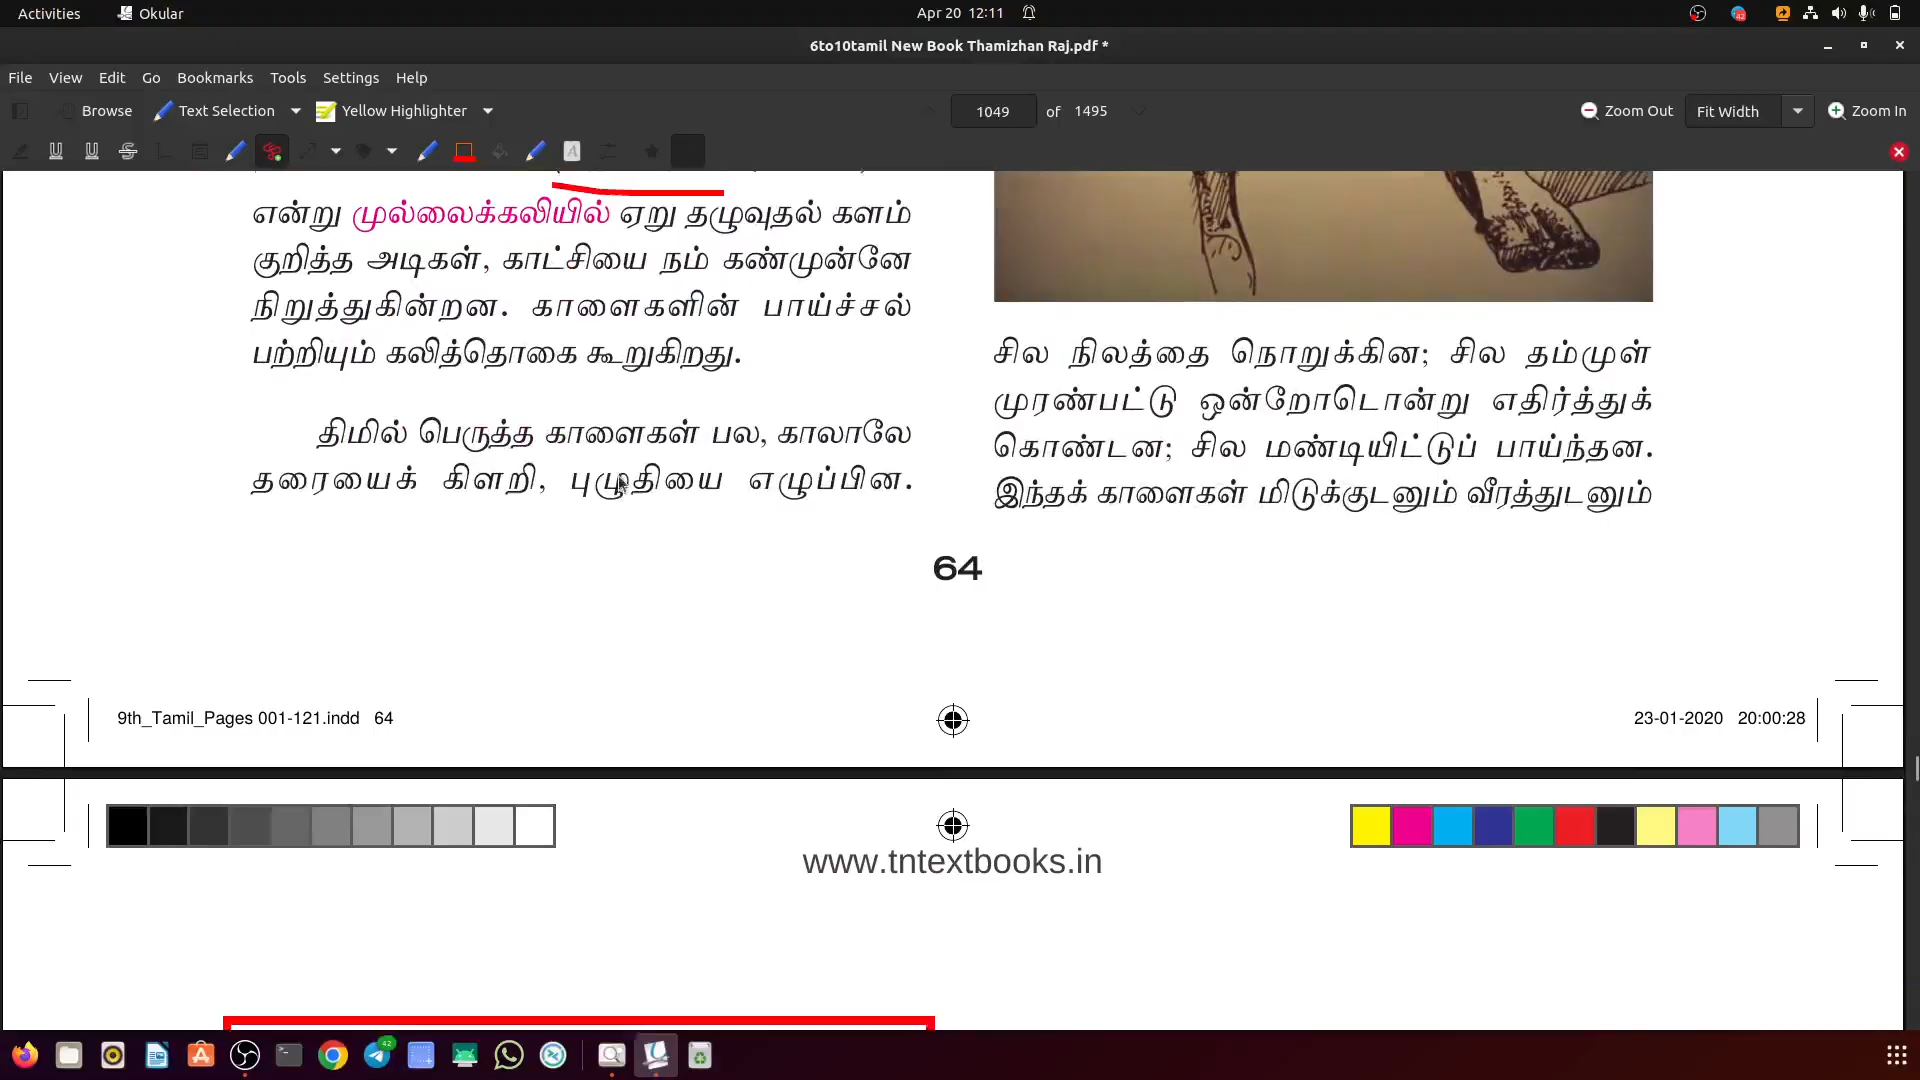 Activities
Okular
Apr 20 12:11
6to10tamil New Book Thamizhan Raj.pdf *
File View Edit Go Bookmarks Tools Settings Help
Browse Text Selection Yellow Highlighter 1049 of 1495 Zoom Out Fit Width Zoom In
என்று முல்லைக்கலியில் ஏறு தழுவுதல் களம்
குறித்த அடிகள், காட்சியை நம் கண்முன்னே
நிறுத்துகின்றன. காளைகளின் பாய்ச்சல்
பற்றியும் கலித்தொகை கூறுகிறது.
திமில் பெருத்த காளைகள் பல, காலாலே
தரையைக் கிளறி, புழுதியை எழுப்பின.
சில நிலத்தை நொறுக்கின; சில தம்முள்
முரண்பட்டு ஒன்றோடொன்று எதிர்த்துக்
கொண்டன; சில மண்டியிட்டுப் பாய்ந்தன.
இந்தக் காளைகள் மிடுக்குடனும் வீரத்துடனும்
64
9th_Tamil_Pages 001-121.indd 64
23-01-2020 20:00:28
www.tntextbooks.in